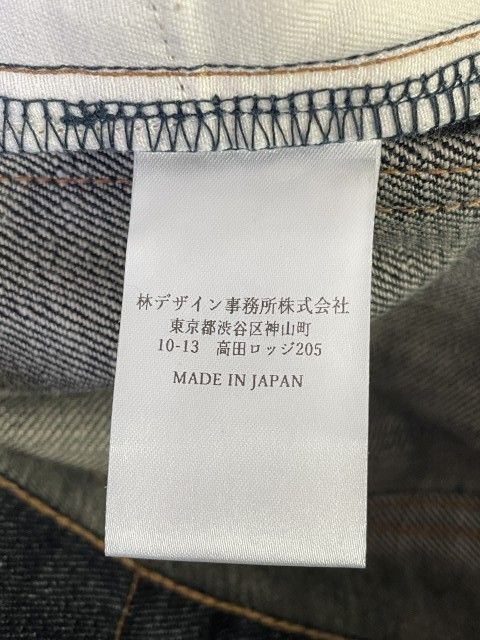 林デザイン事務所株式会社
東京都渋谷区神山町
10-13　高田ロッジ205
MADE IN JAPAN